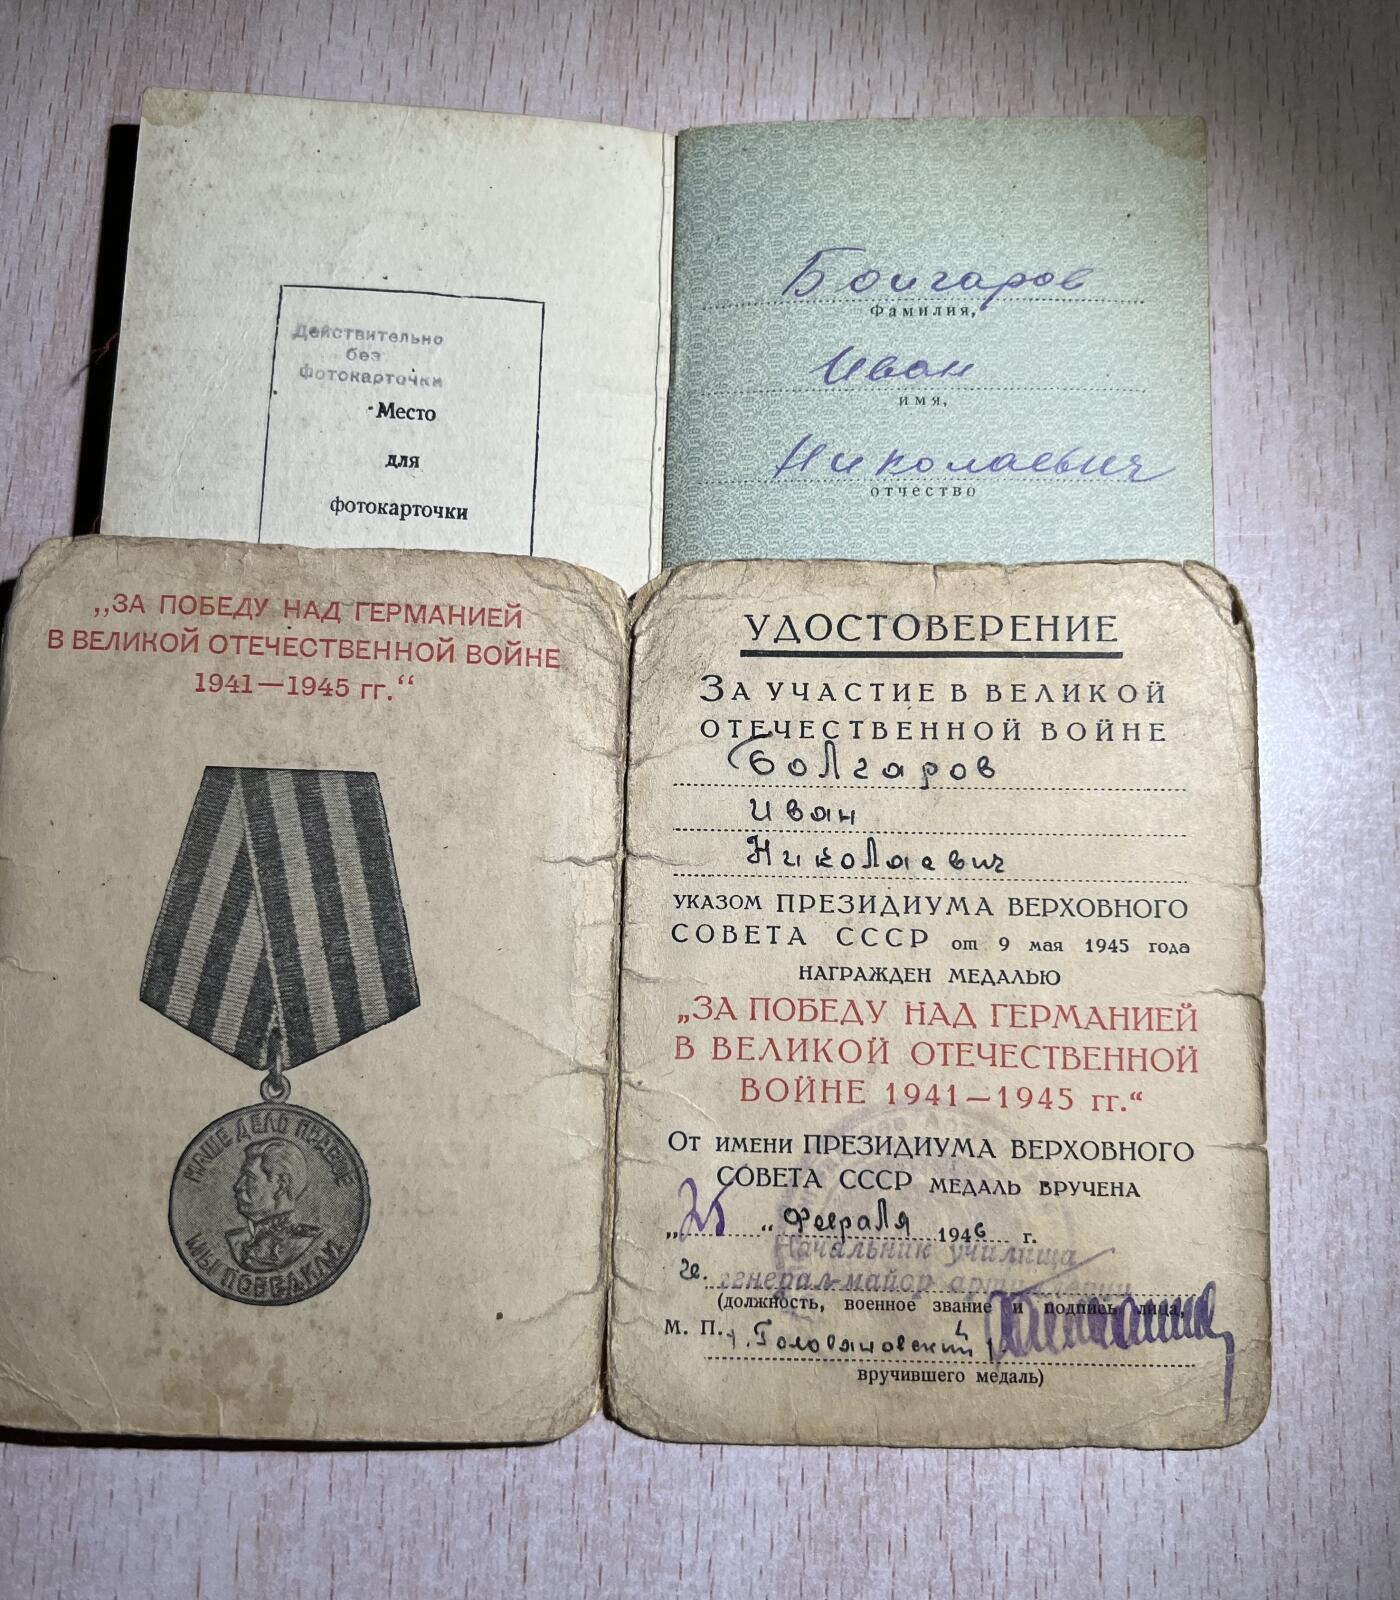 Действительно
без
фотокарточки
Место
для
фотокарточки
Болгаров
Фамилия,
Иван
имя,
Николаевич
отчество
„ЗА ПОБЕДУ НАД ГЕРМАНИЕЙ
В ВЕЛИКОЙ ОТЕЧЕСТВЕННОЙ ВОЙНЕ
1941—1945 гг.“
НАШЕ ДЕЛО ПРАВОЕ
МЫ ПОБЕДИЛИ
УДОСТОВЕРЕНИЕ
ЗА УЧАСТИЕ В ВЕЛИКОЙ
ОТЕЧЕСТВЕННОЙ ВОЙНЕ
Болгаров
Иван
Николаевич
УКАЗОМ ПРЕЗИДИУМА ВЕРХОВНОГО
СОВЕТА СССР от 9 мая 1945 года
НАГРАЖДЕН МЕДАЛЬЮ
„ЗА ПОБЕДУ НАД ГЕРМАНИЕЙ
В ВЕЛИКОЙ ОТЕЧЕСТВЕННОЙ
ВОЙНЕ 1941—1945 гг.“
ОТ ИМЕНИ ПРЕЗИДИУМА ВЕРХОВНОГО
СОВЕТА СССР МЕДАЛЬ ВРУЧЕНА
„25“ февраля 1946 г.
Начальник училища
генерал-майор артиллерии
(должность, военное звание и подпись лица,
М. П. Головановский
вручившего медаль)